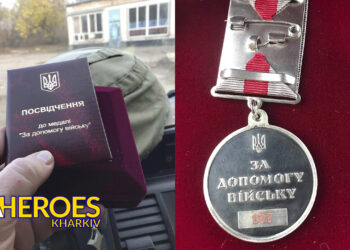 ПОСВІДЧЕННЯ
до медалі
"За допомогу війську"
HEROES
KHARKIV
ЗА
ДОПОМОГУ
ВІЙСЬКУ